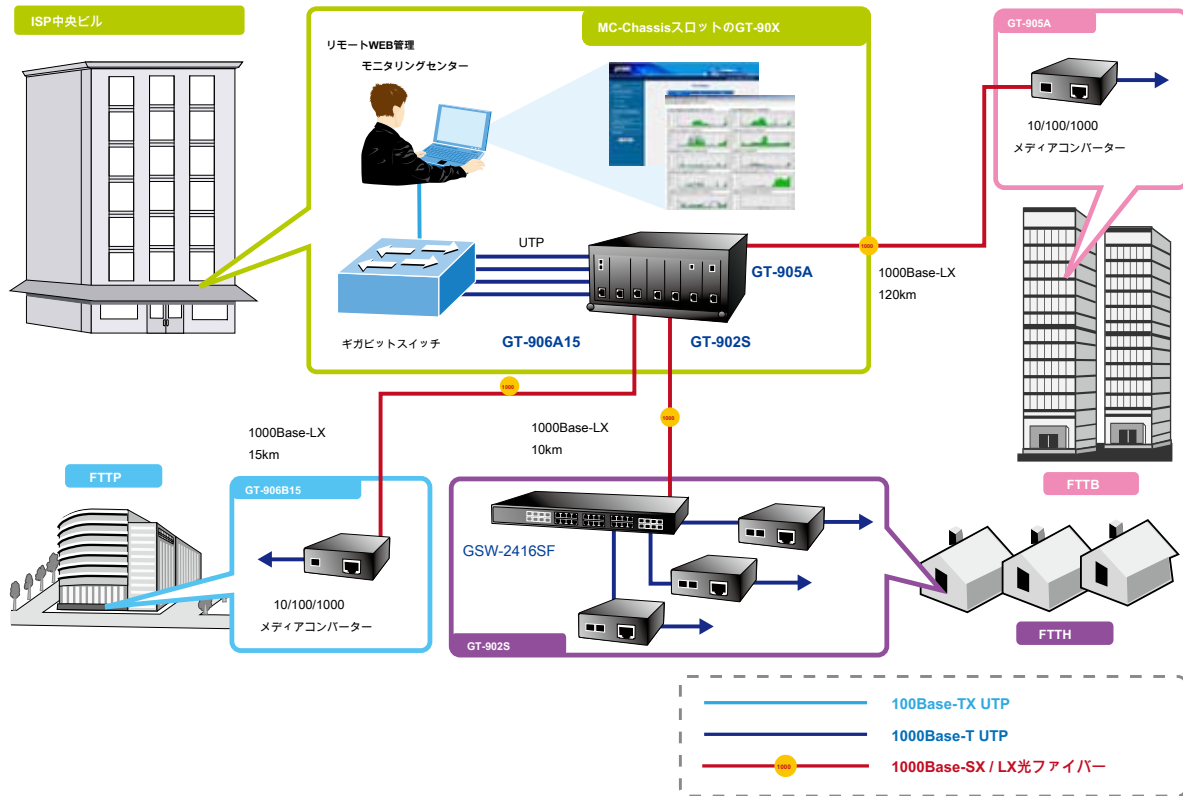 ISP中央ビル
MC-ChassisスロットのGT-90X
GT-905A
リモートWEB管理
モニタリングセンター
10/100/1000
メディアコンバーター
UTP
GT-905A
1000
1000Base-LX
120km
ギガビットスイッチ
GT-906A15
GT-902S
1000
1000
1000Base-LX
15km
1000Base-LX
10km
FTTP
GT-906B15
FTTB
GSW-2416SF
10/100/1000
メディアコンバーター
GT-902S
FTTH
100Base-TX UTP
1000Base-T UTP
1000
1000Base-SX / LX光ファイバー